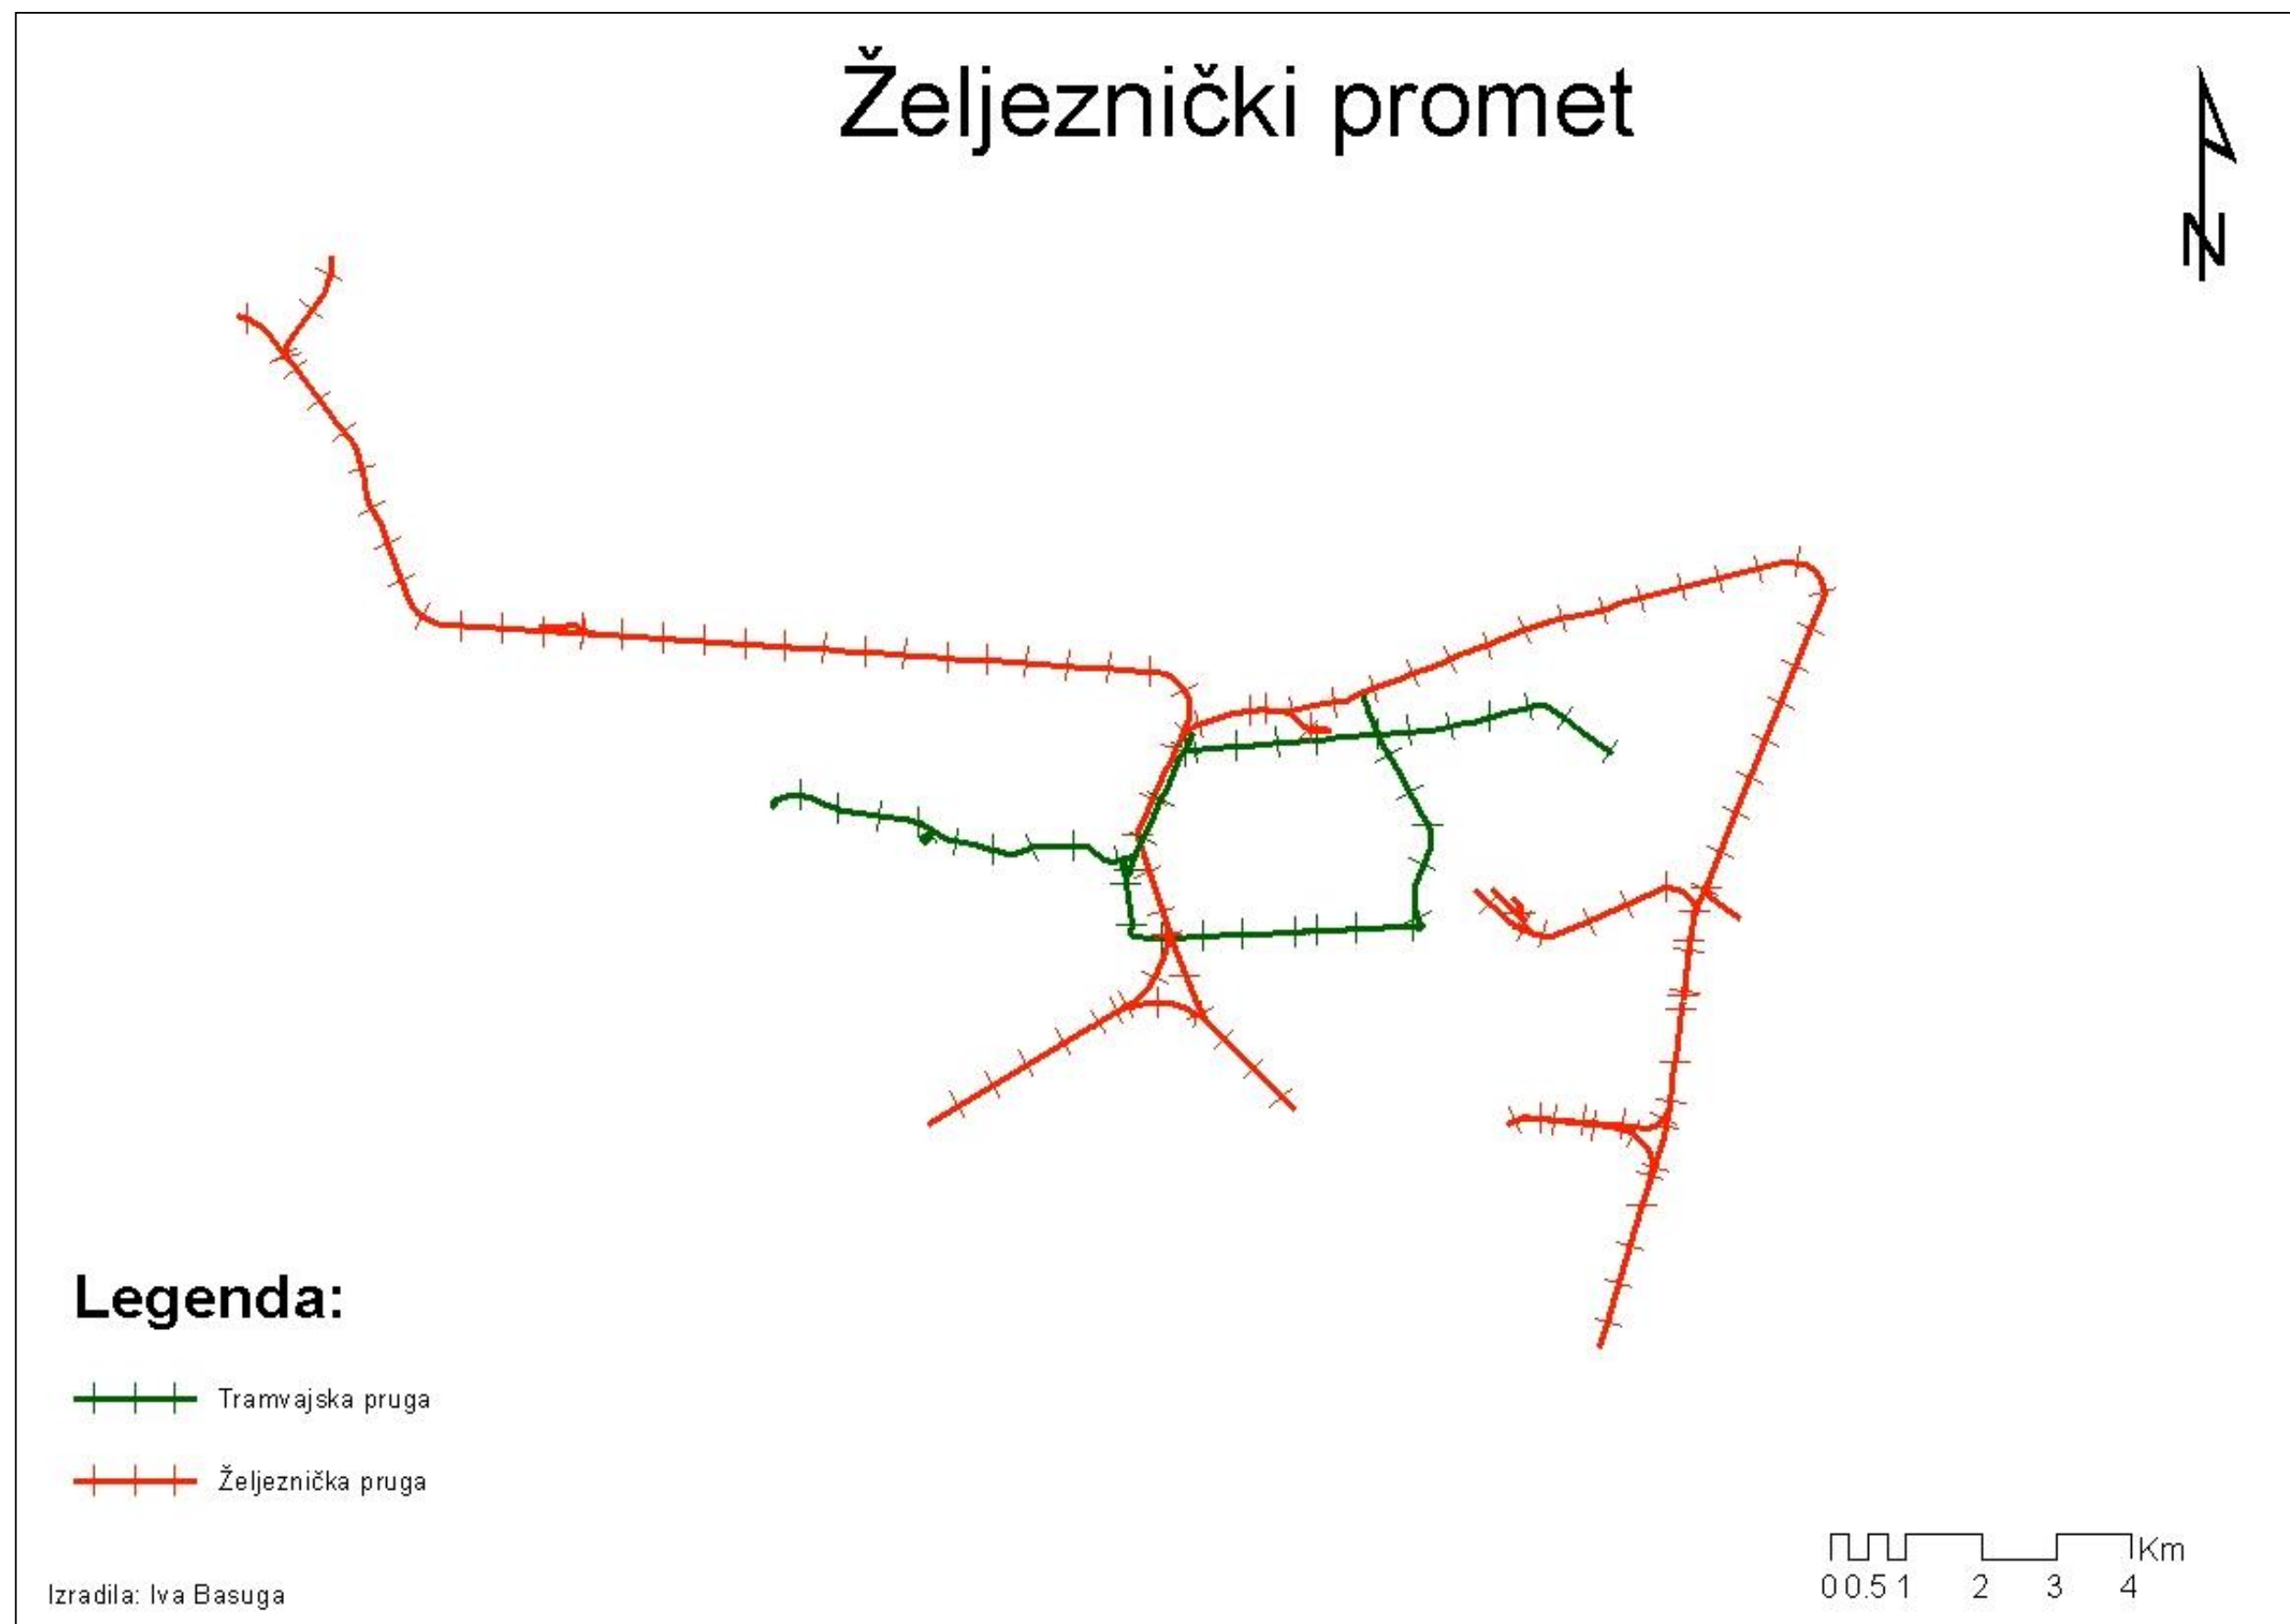 Željeznički promet
N
Legenda:
Tramvajska pruga
Željeznička pruga
Izradila: Iva Basuga
Km
0 0.5 1 2 3 4